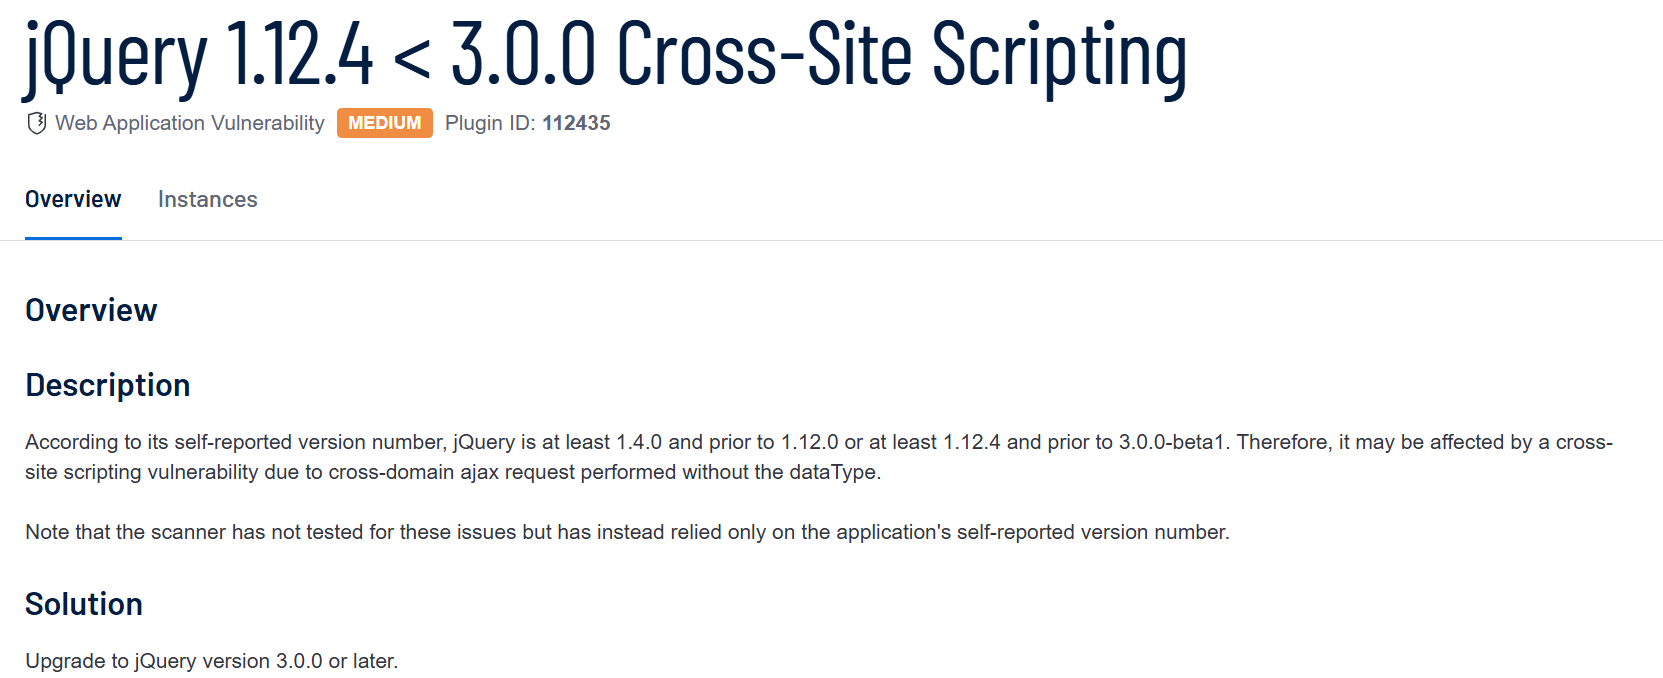 jQuery 1.12.4 < 3.0.0 Cross-Site Scripting
Web Application Vulnerability MEDIUM Plugin ID: 112435
Overview Instances
Overview
Description
According to its self-reported version number, jQuery is at least 1.4.0 and prior to 1.12.0 or at least 1.12.4 and prior to 3.0.0-beta1. Therefore, it may be affected by a cross-
site scripting vulnerability due to cross-domain ajax request performed without the dataType.
Note that the scanner has not tested for these issues but has instead relied only on the application's self-reported version number.
Solution
Upgrade to jQuery version 3.0.0 or later.